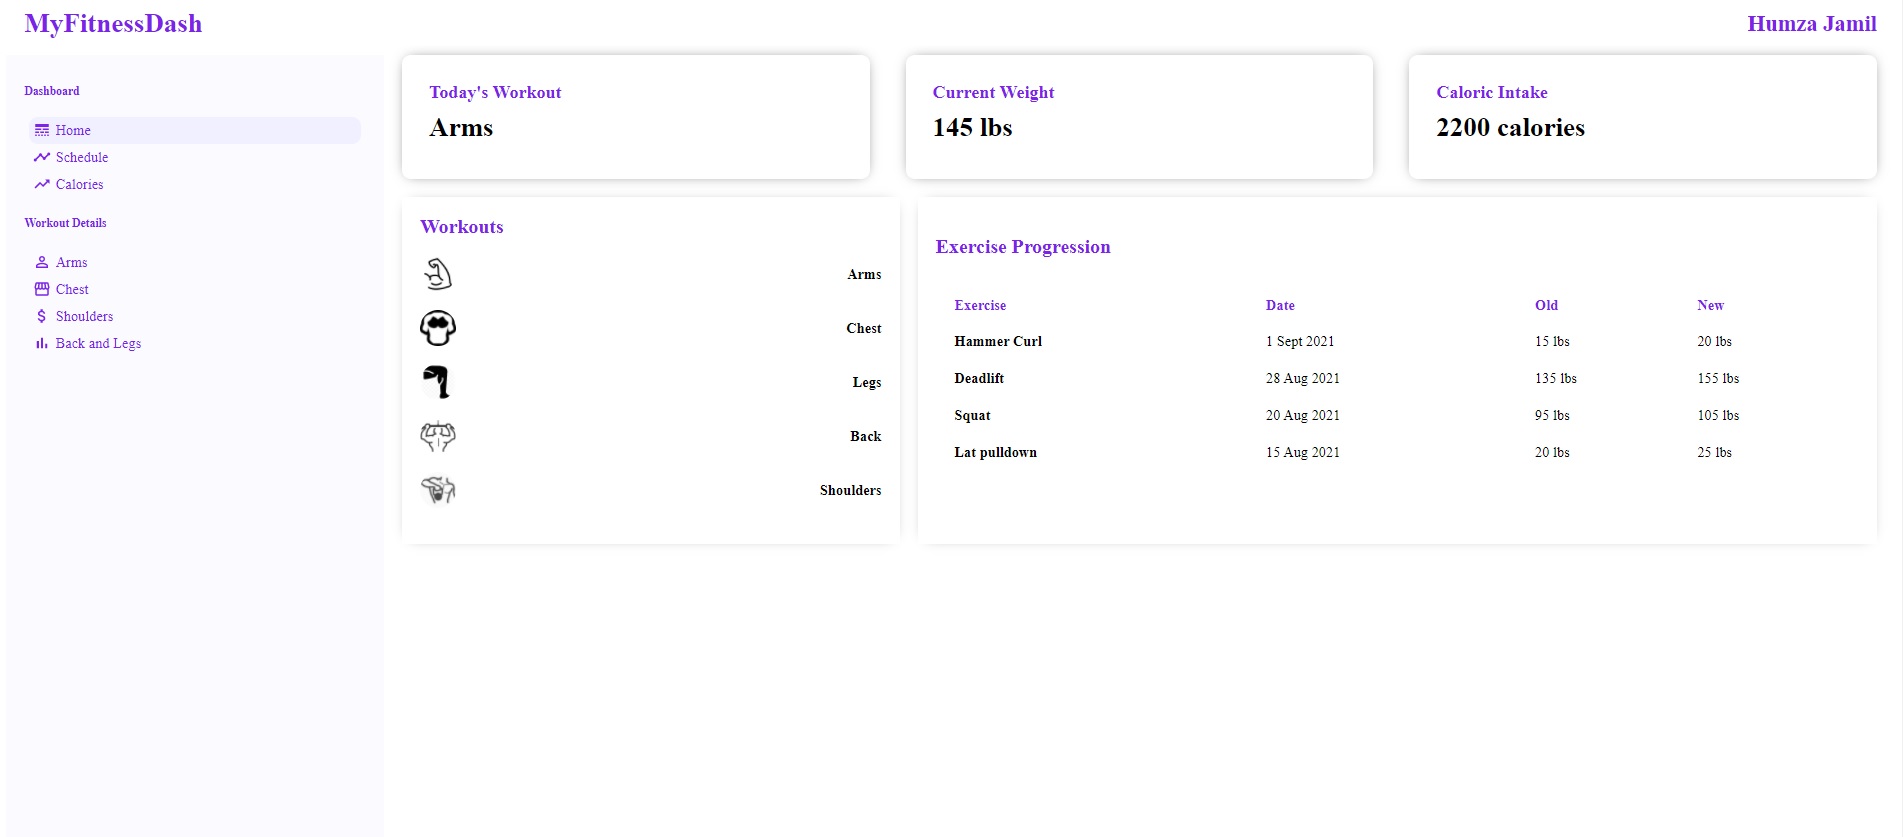 MyFitnessDash
Humza Jamil
Dashboard
Home
Schedule
Calories
Workout Details
Arms
Chest
Shoulders
Back and Legs
Today's Workout
Arms
Current Weight
145 lbs
Caloric Intake
2200 calories
Workouts
Arms
Chest
Legs
Back
Shoulders
Exercise Progression
Exercise Date Old New
Hammer Curl 1 Sept 2021 15 lbs 20 lbs
Deadlift 28 Aug 2021 135 lbs 155 lbs
Squat 20 Aug 2021 95 lbs 105 lbs
Lat pulldown 15 Aug 2021 20 lbs 25 lbs